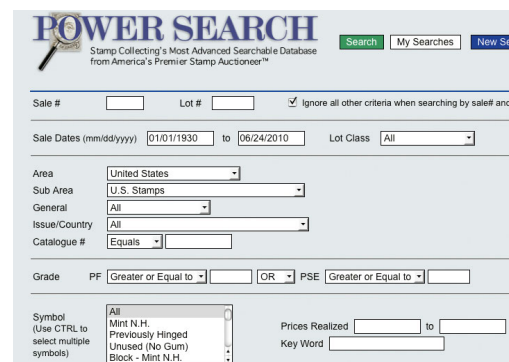 POWER SEARCH
Stamp Collecting's Most Advanced Searchable Database
from America's Premier Stamp Auctioneer™
Search My Searches New Se
Sale # Lot # Ignore all other criteria when searching by sale# and
Sale Dates (mm/dd/yyyy) 01/01/1930 to 06/24/2010 Lot Class All
Area United States
Sub Area U.S. Stamps
General All
Issue/Country All
Catalogue # Equals
Grade PF Greater or Equal to OR PSE Greater or Equal to
Symbol
(Use CTRL to
select multiple
symbols)
All
Mint N.H.
Previously Hinged
Unused (No Gum)
Block - Mint N.H.
Prices Realized to
Key Word